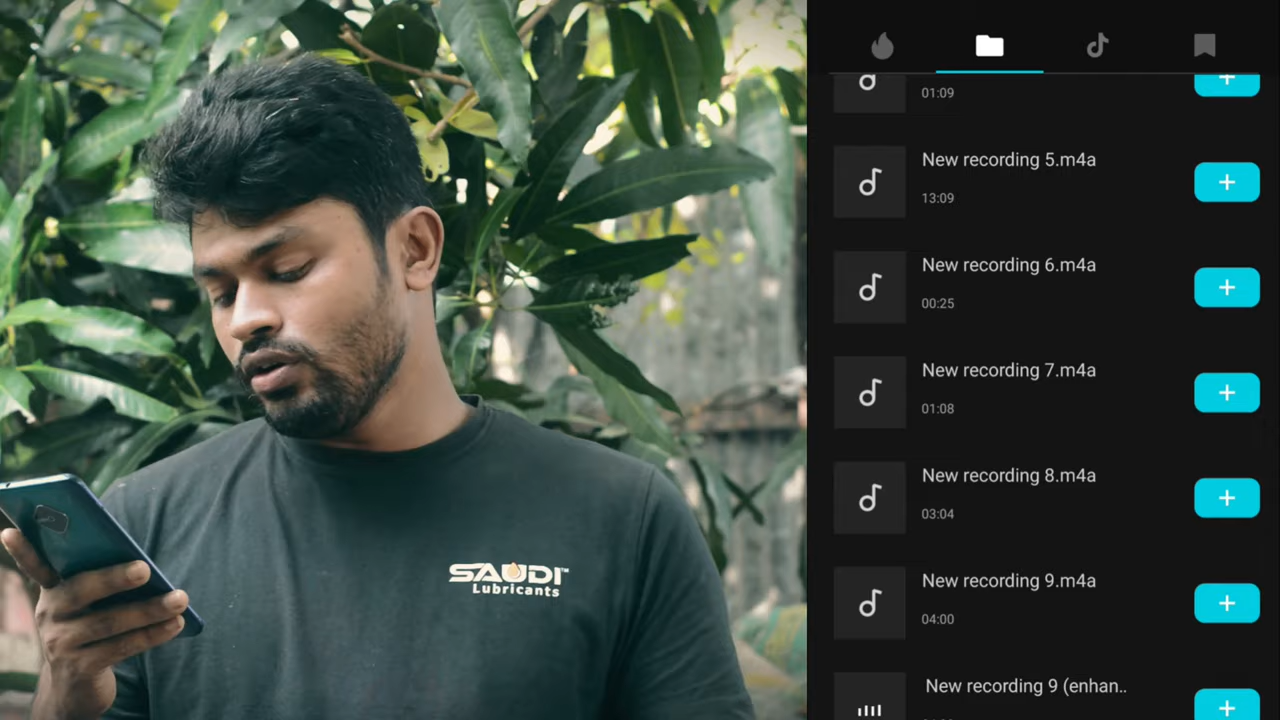 SAUDI™
Lubricants
01:09
New recording 5.m4a
13:09
New recording 6.m4a
00:25
New recording 7.m4a
01:08
New recording 8.m4a
03:04
New recording 9.m4a
04:00
New recording 9 (enhan..